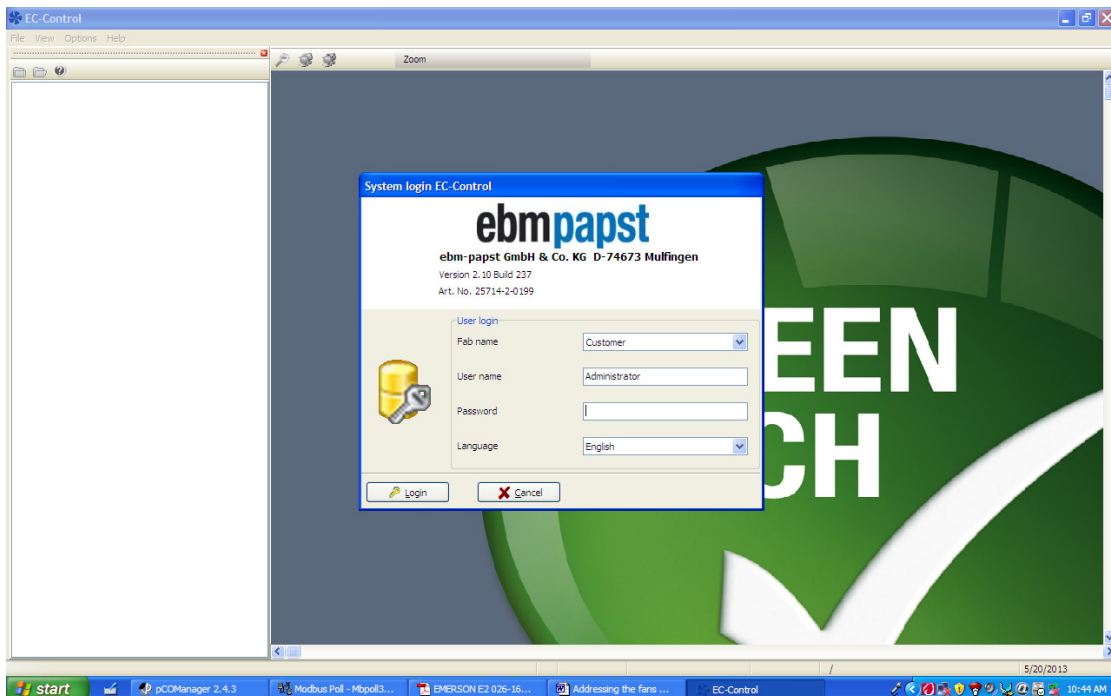 EC-Control
File View Options Help
Zoom
System login EC-Control
ebmpapst
ebm-papst GmbH & Co. KG D-74673 Mulfingen
Version 2.10 Build 237
Art. No. 25714-2-0199
User login
Fab name
Customer
User name
Administrator
Password
Language
English
Login
Cancel
EEN
CH
/
5/20/2013
start
pCOManager 2.4.3
Modbus Poll - Mbpoll3...
EMERSON E2 026-16...
Addressing the fans ...
EC-Control
10:44 AM